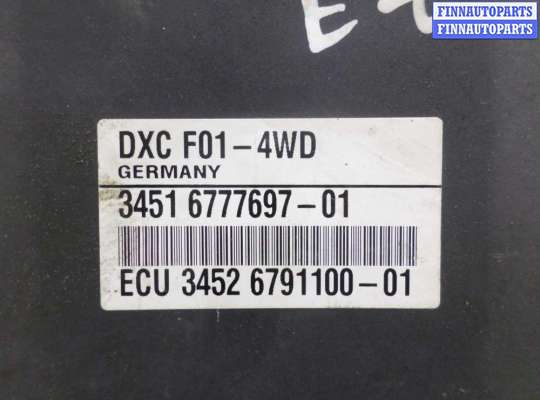 FINNAUTOPARTS
FINNAUTOPARTS
DXC F01-4WD
GERMANY
3451 6777697-01
ECU 3452 6791100-01